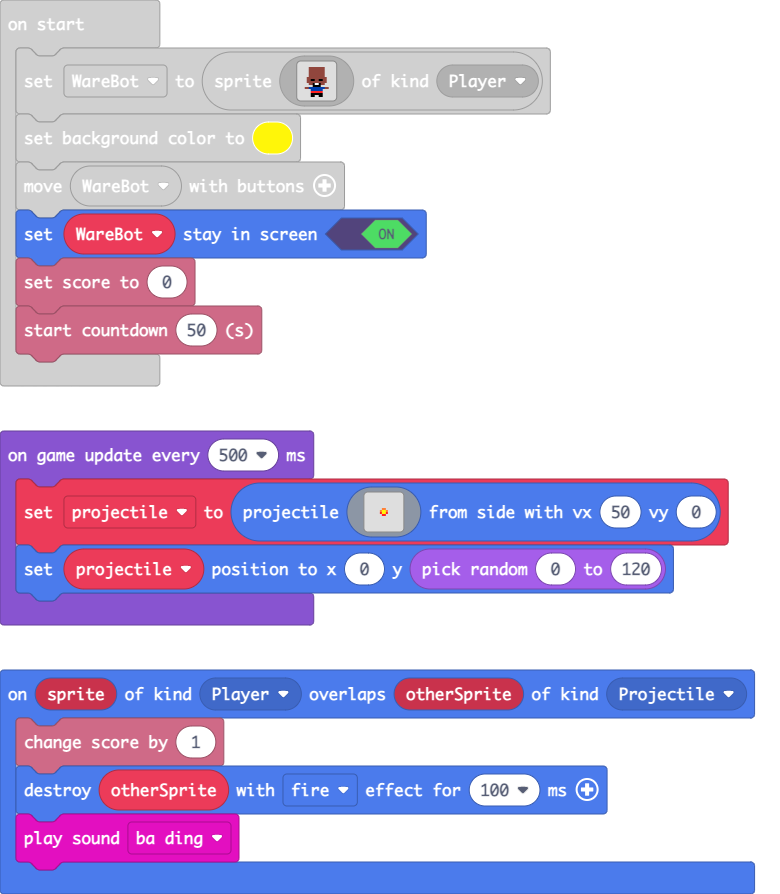 on start
set WareBot to sprite of kind Player
set background color to
move WareBot with buttons
set WareBot stay in screen ON
set score to 0
start countdown 50 (s)
on game update every 500 ms
set projectile to projectile from side with vx 50 vy 0
set projectile position to x 0 y pick random 0 to 120
on sprite of kind Player overlaps otherSprite of kind Projectile
change score by 1
destroy otherSprite with fire effect for 100 ms
play sound ba ding